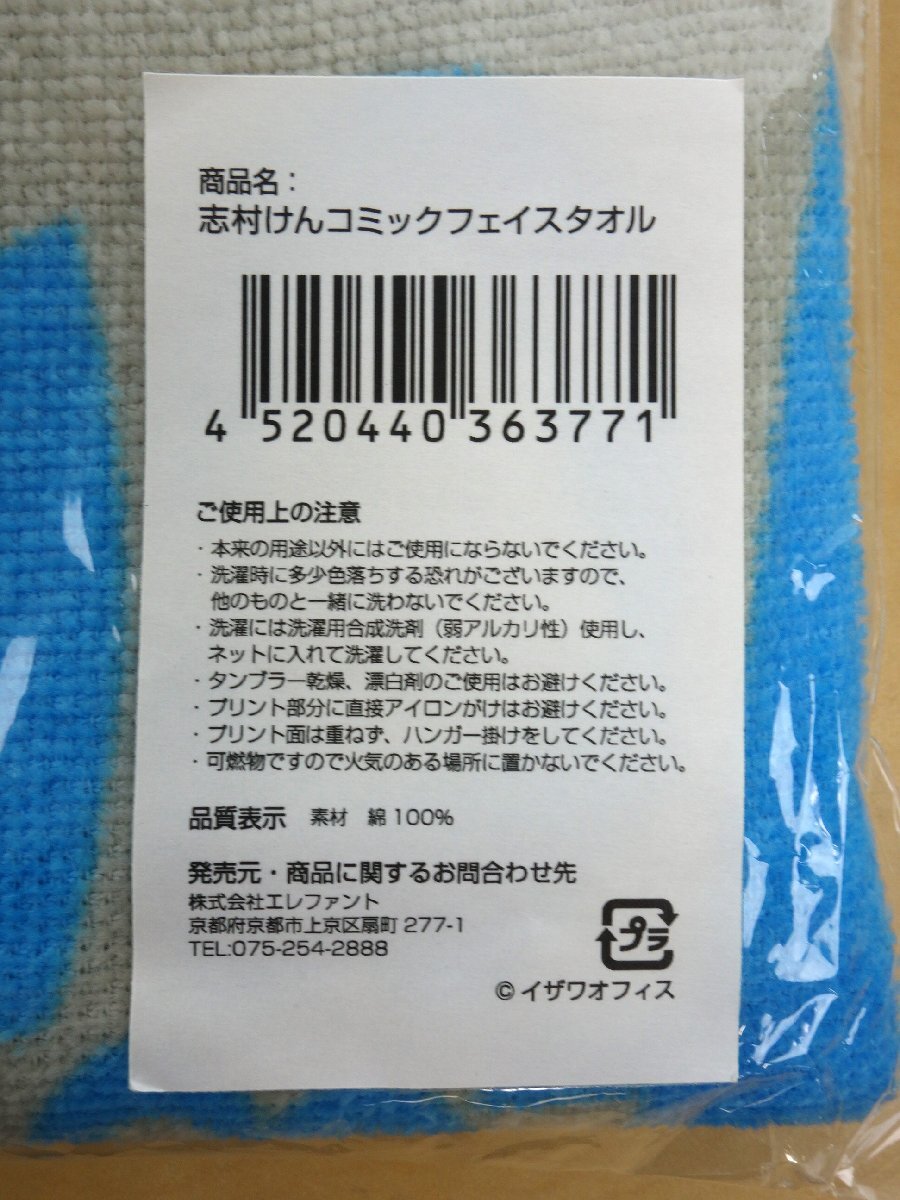 商品名：
志村けんコミックフェイスタオル
4 520440 363771
ご使用上の注意
・本来の用途以外にはご使用にならないでください。
・洗濯時に多少色落ちする恐れがございますので、
他のものと一緒に洗わないでください。
・洗濯には洗濯用合成洗剤（弱アルカリ性）使用し、
ネットに入れて洗濯してください。
・タンブラー乾燥、漂白剤のご使用はお避けください。
・プリント部分に直接アイロンがけはお避けください。
・プリント面は重ねず、ハンガー掛けをしてください。
・可燃物ですので火気のある場所に置かないでください。
品質表示 素材 綿100%
発売元・商品に関するお問合わせ先
株式会社エレファント
京都府京都市上京区扇町 277-1
TEL:075-254-2888
プラ
© イザワオフィス